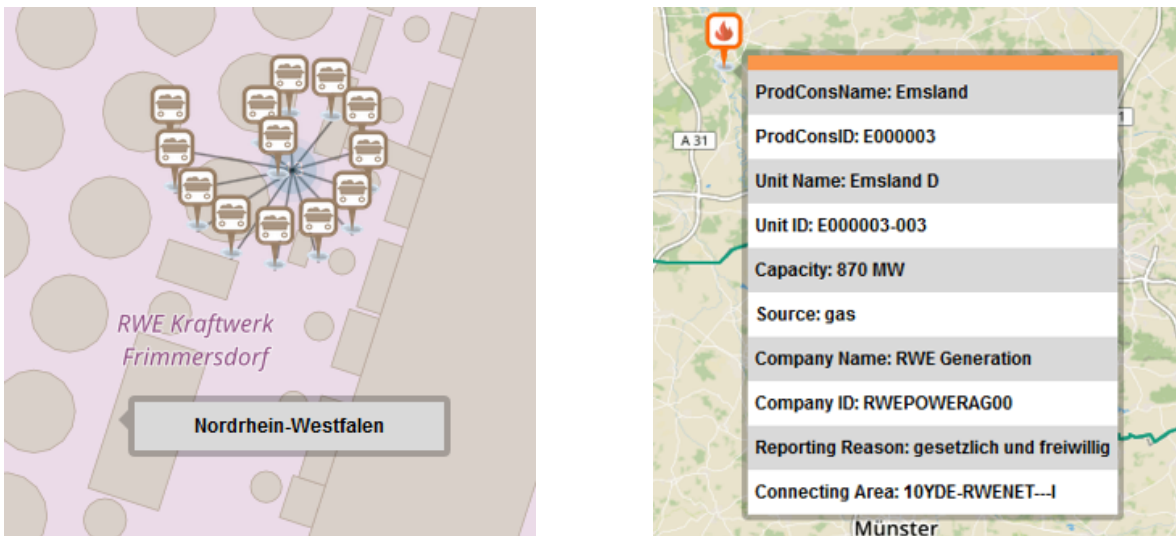 RWE Kraftwerk
Frimmersdorf
Nordrhein-Westfalen
A 31
1
ProdConsName: Emsland
ProdConsID: E000003
Unit Name: Emsland D
Unit ID: E000003-003
Capacity: 870 MW
Source: gas
Company Name: RWE Generation
Company ID: RWEPOWERAG00
Reporting Reason: gesetzlich und freiwillig
Connecting Area: 10YDE-RWENET---I
Münster